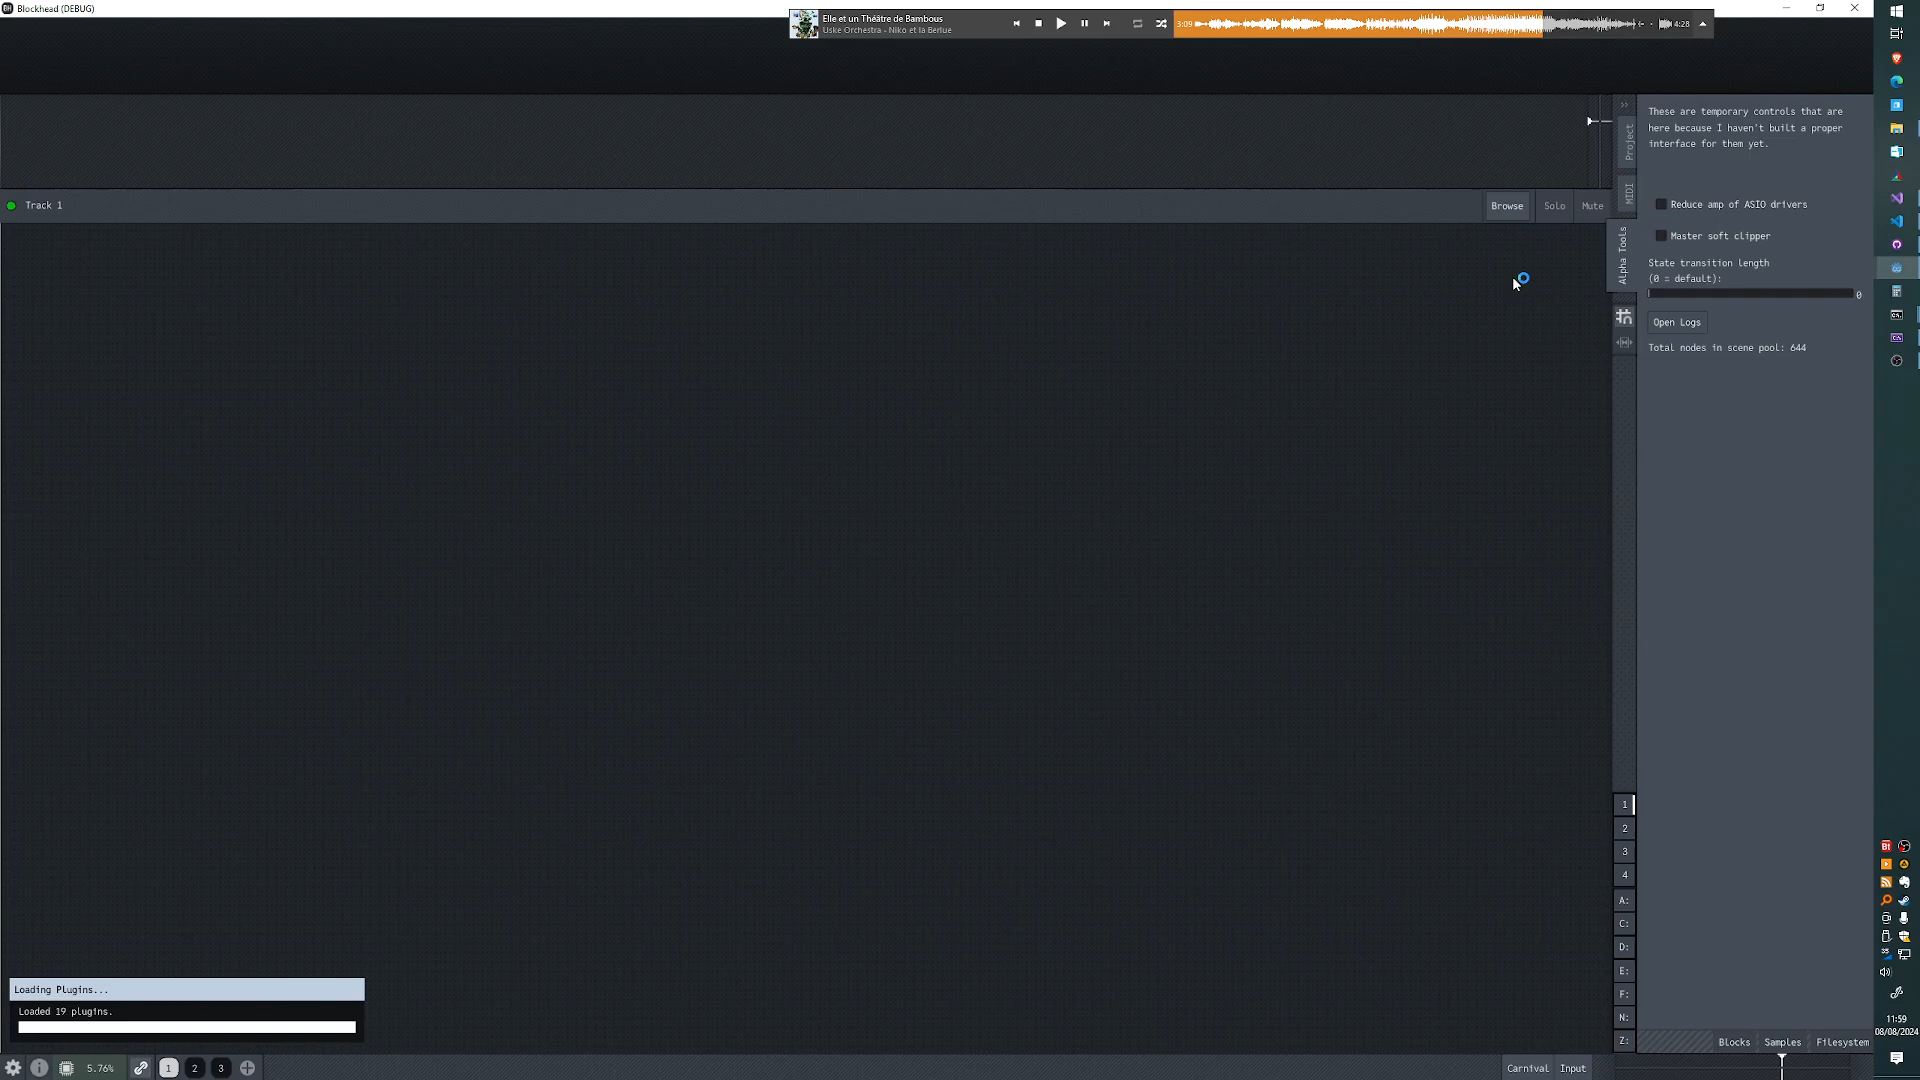 Blockhead (DEBUG)
Elle et un Théâtre de Bambous
Uske Orchestra - Niko et la Berlue
3:09
4:28
These are temporary controls that are
here because I haven't built a proper
interface for them yet.
Project
MIDI
Alpha Tools
Track 1
Browse
Solo
Mute
Reduce amp of ASIO drivers
Master soft clipper
State transition length
(0 = default):
0
Open Logs
Total nodes in scene pool: 644
1
2
3
4
A:
C:
D:
E:
F:
N:
Z:
Loading Plugins...
Loaded 19 plugins.
Blocks
Samples
Filesystem
5.76%
1
2
3
Carnival
Input
Bt
11:59
08/08/2024